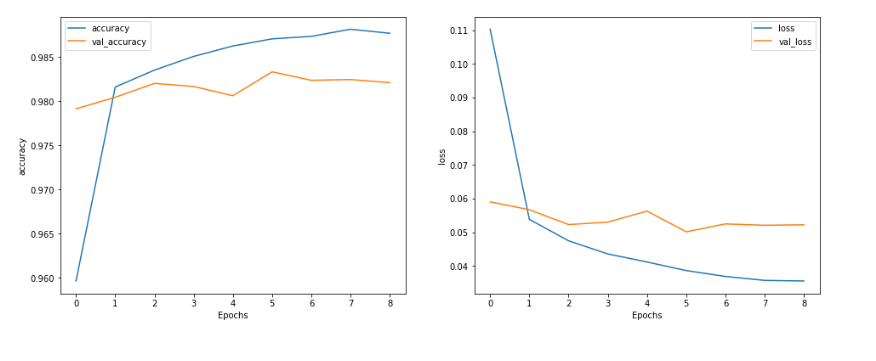 accuracy
val_accuracy
0.985
0.980
0.975
0.970
0.965
0.960
accuracy
0 1 2 3 4 5 6 7 8
Epochs
loss
val_loss
0.11
0.10
0.09
0.08
0.07
0.06
0.05
0.04
loss
0 1 2 3 4 5 6 7 8
Epochs